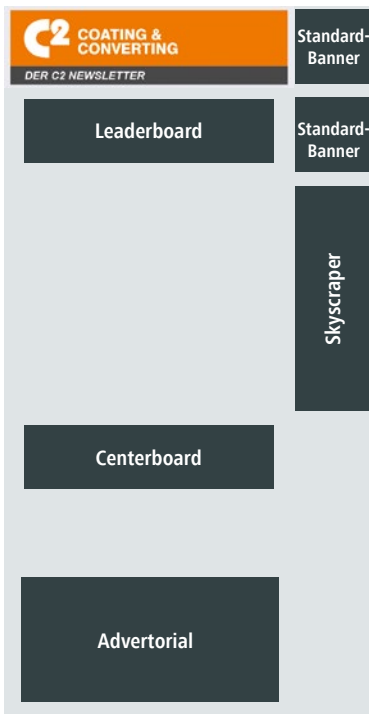 C2 COATING &
CONVERTING
DER C2 NEWSLETTER
Standard-
Banner
Leaderboard
Standard-
Banner
Skyscraper
Centerboard
Advertorial